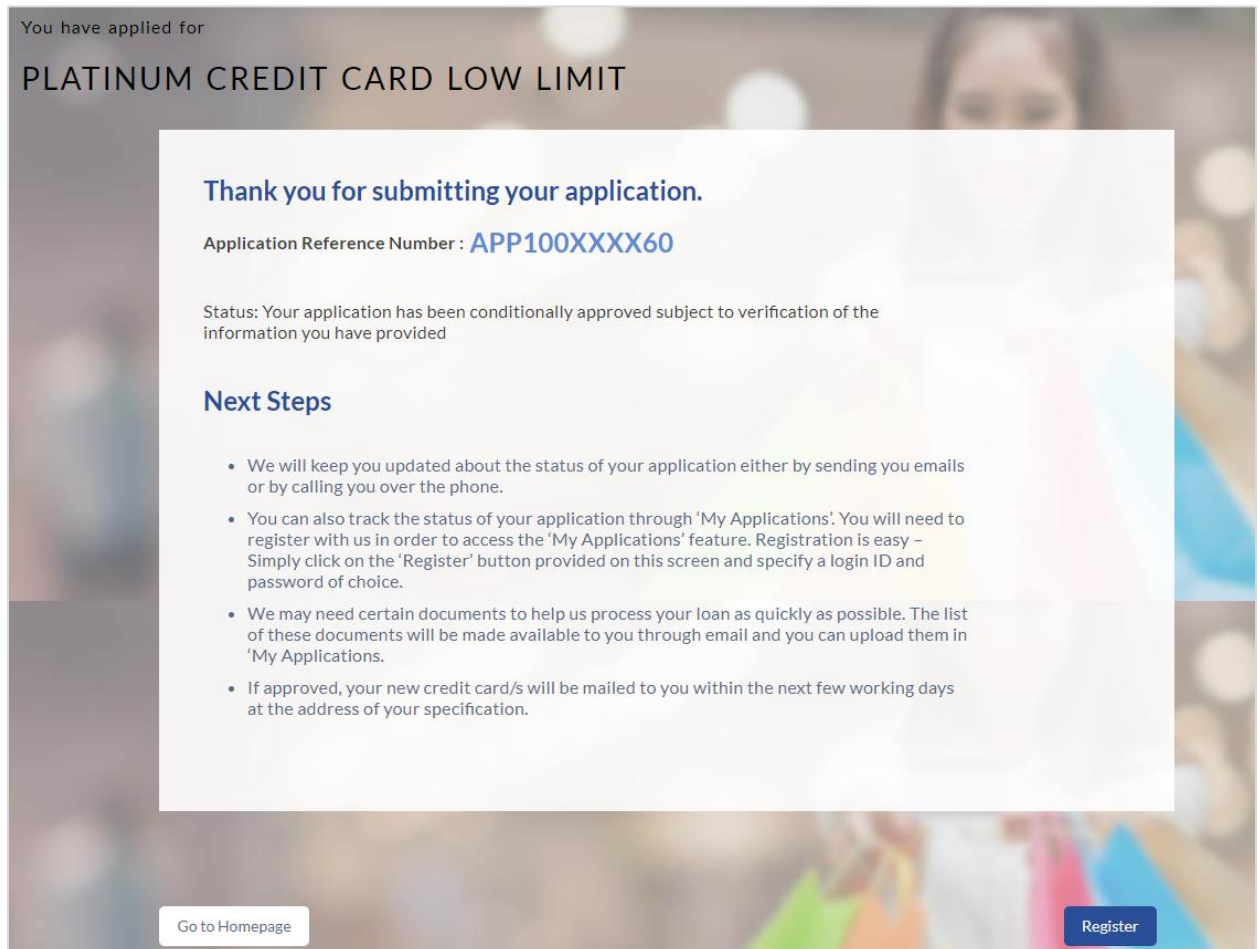 You have applied for
PLATINUM CREDIT CARD LOW LIMIT
Thank you for submitting your application.
Application Reference Number : APP100XXXX60
Status: Your application has been conditionally approved subject to verification of the
information you have provided
Next Steps
• We will keep you updated about the status of your application either by sending you emails
or by calling you over the phone.
• You can also track the status of your application through ‘My Applications’. You will need to
register with us in order to access the ‘My Applications’ feature. Registration is easy –
Simply click on the ‘Register’ button provided on this screen and specify a login ID and
password of choice.
• We may need certain documents to help us process your loan as quickly as possible. The list
of these documents will be made available to you through email and you can upload them in
‘My Applications.
• If approved, your new credit card/s will be mailed to you within the next few working days
at the address of your specification.
Go to Homepage
Register